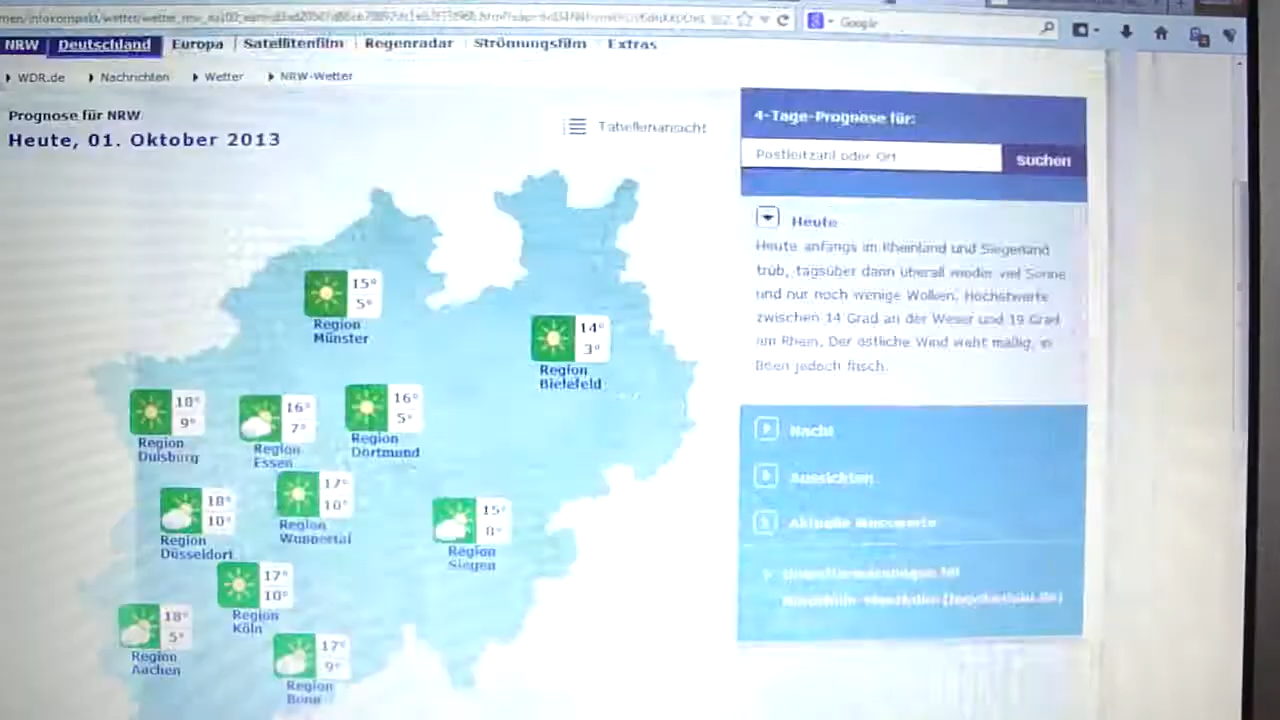 Google
NRW Deutschland Europa Satellitenfilm Regenradar Strömungsfilm Extras
WDR.de Nachrichten Wetter NRW-Wetter
Prognose für NRW
Heute, 01. Oktober 2013
Tabellenansicht
4-Tage-Prognose für:
Postleitzahl oder Ort
suchen
Heute
Heute anfangs im Rheinland und Siegerland
trüb, tagsüber dann überall wieder viel Sonne
und nur noch wenige Wolken. Höchstwerte
zwischen 14 Grad an der Weser und 19 Grad
am Rhein. Der östliche Wind weht mäßig, in
Böen jedoch frisch.
Nacht
Aussichten
Aktuelle Messwerte
15°
5°
Region
Münster
14°
3°
Region
Bielefeld
18°
9°
Region
Duisburg
16°
7°
Region
Essen
16°
5°
Region
Dortmund
17°
10°
Region
Wuppertal
18°
10°
Region
Düsseldorf
15°
8°
Region
Siegen
17°
10°
Region
Köln
18°
5°
Region
Aachen
17°
9°
Region
Bonn